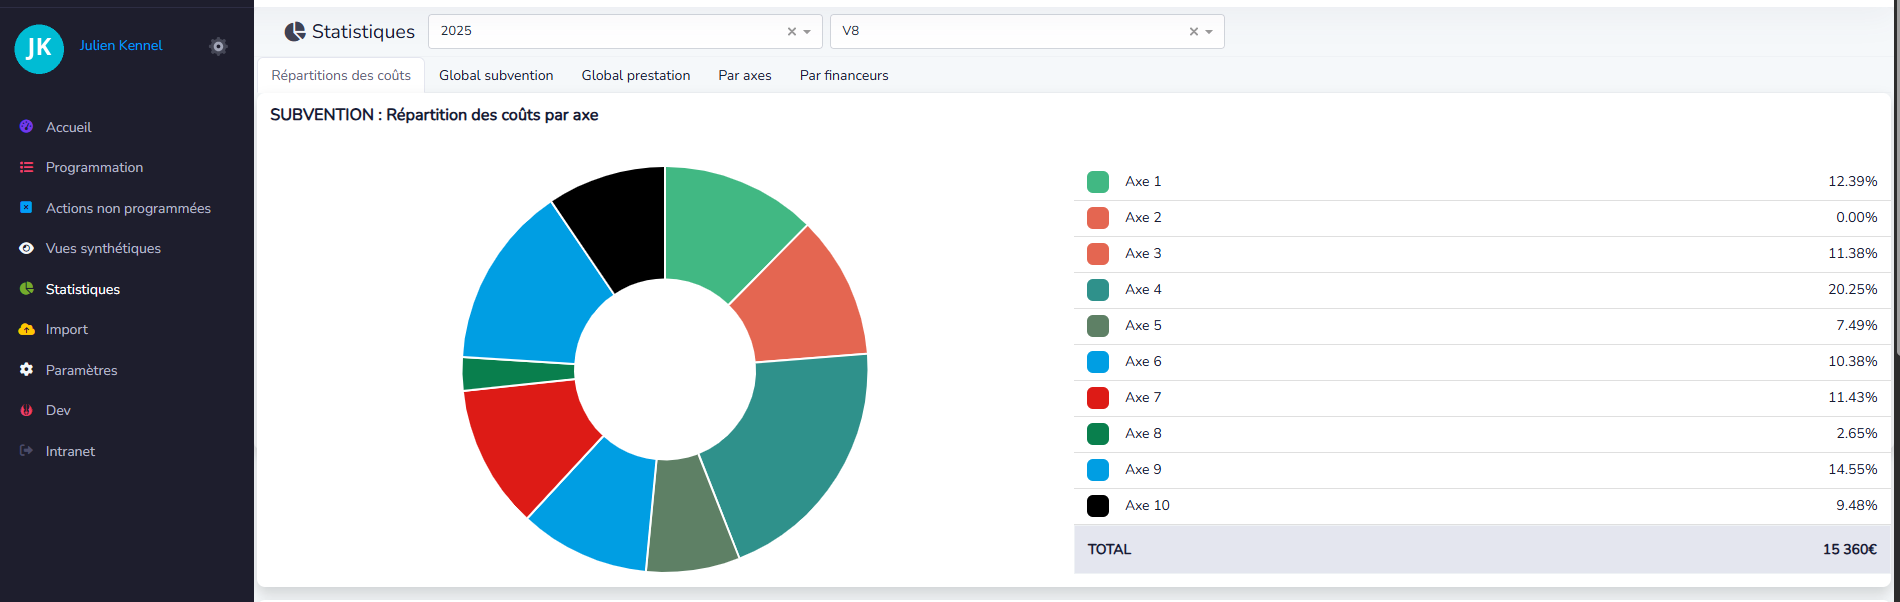 JK
Julien Kennel
Accueil
Programmation
Actions non programmées
Vues synthétiques
Statistiques
Import
Paramètres
Dev
Intranet
Statistiques
2025
V8
Répartitions des coûts
Global subvention
Global prestation
Par axes
Par financeurs
SUBVENTION : Répartition des coûts par axe
Axe 1 12.39%
Axe 2 0.00%
Axe 3 11.38%
Axe 4 20.25%
Axe 5 7.49%
Axe 6 10.38%
Axe 7 11.43%
Axe 8 2.65%
Axe 9 14.55%
Axe 10 9.48%
TOTAL 15 360€